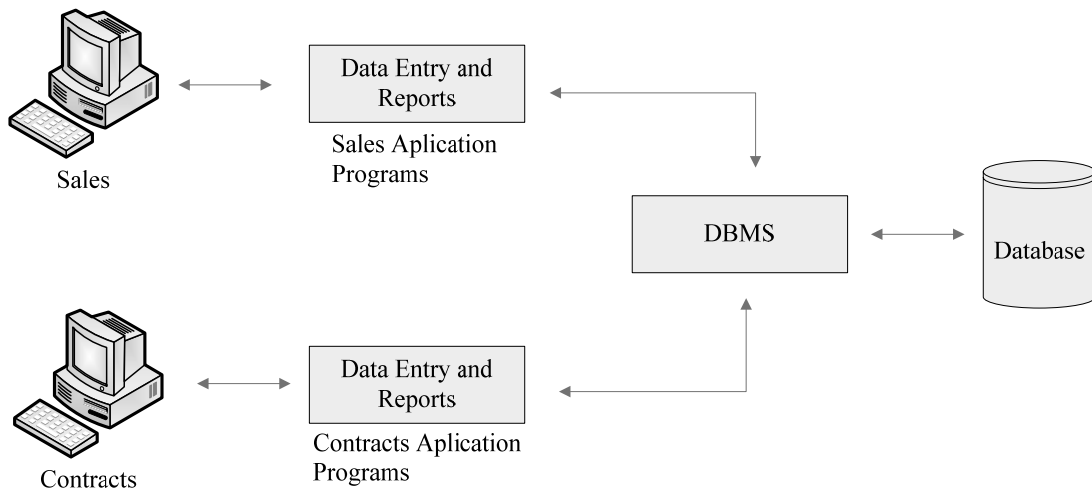 Data Entry and
Reports
Sales Aplication
Programs
Sales
DBMS
Database
Data Entry and
Reports
Contracts Aplication
Programs
Contracts